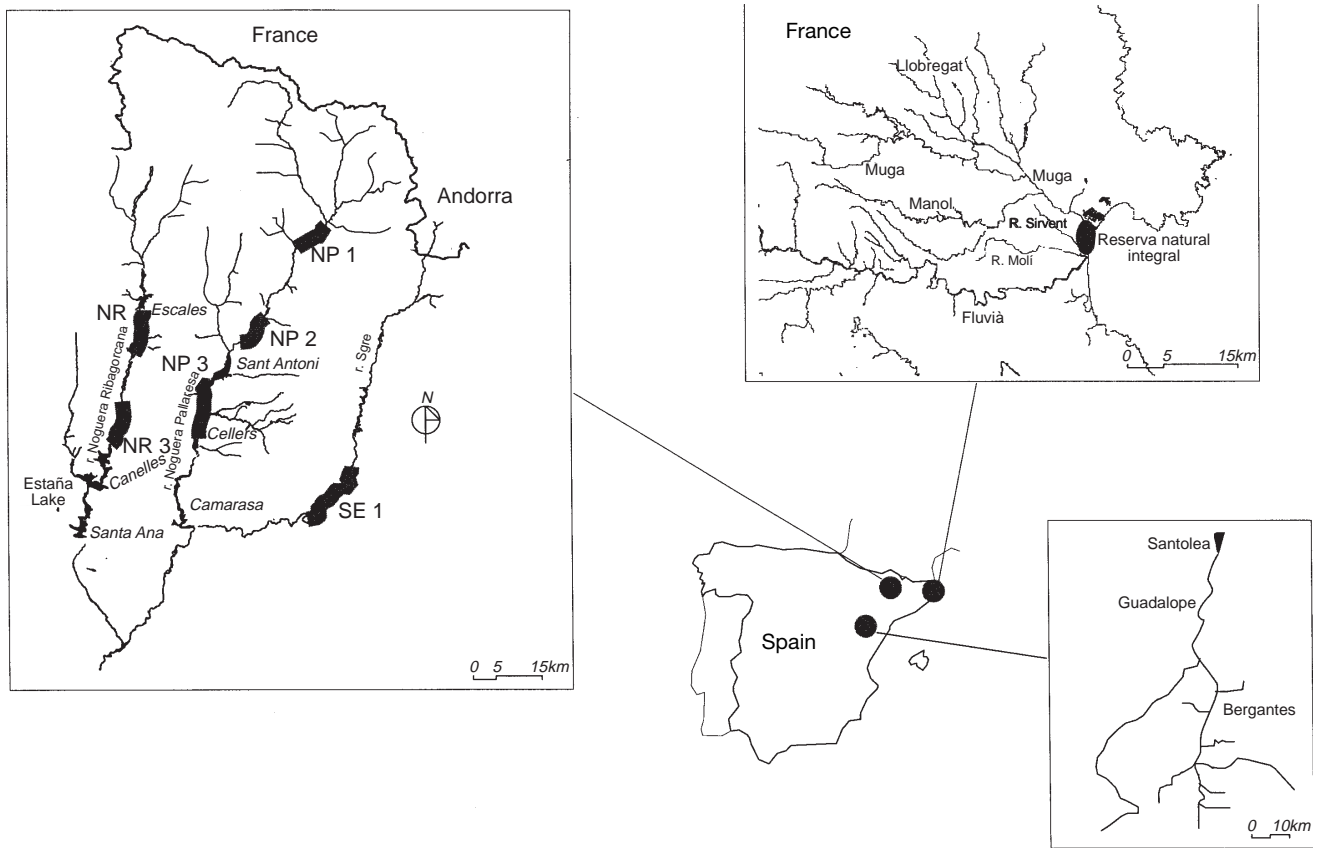 France
Andorra
NP 1
NR
Escales
NP 2
NP 3
Sant Antoni
r. Sgre
r. Noguera Ribagorcana
r. Noguera Pallaresa
N
Cellers
NR 3
Canelles
Estaña
Lake
Camarasa
SE 1
Santa Ana
0 5 15km
France
Llobregat
Muga
Muga
Manol
R. Sirvent
Reserva natural
integral
R. Molí
Fluvià
0 5 15km
Spain
Santolea
Guadalope
Bergantes
0 10km